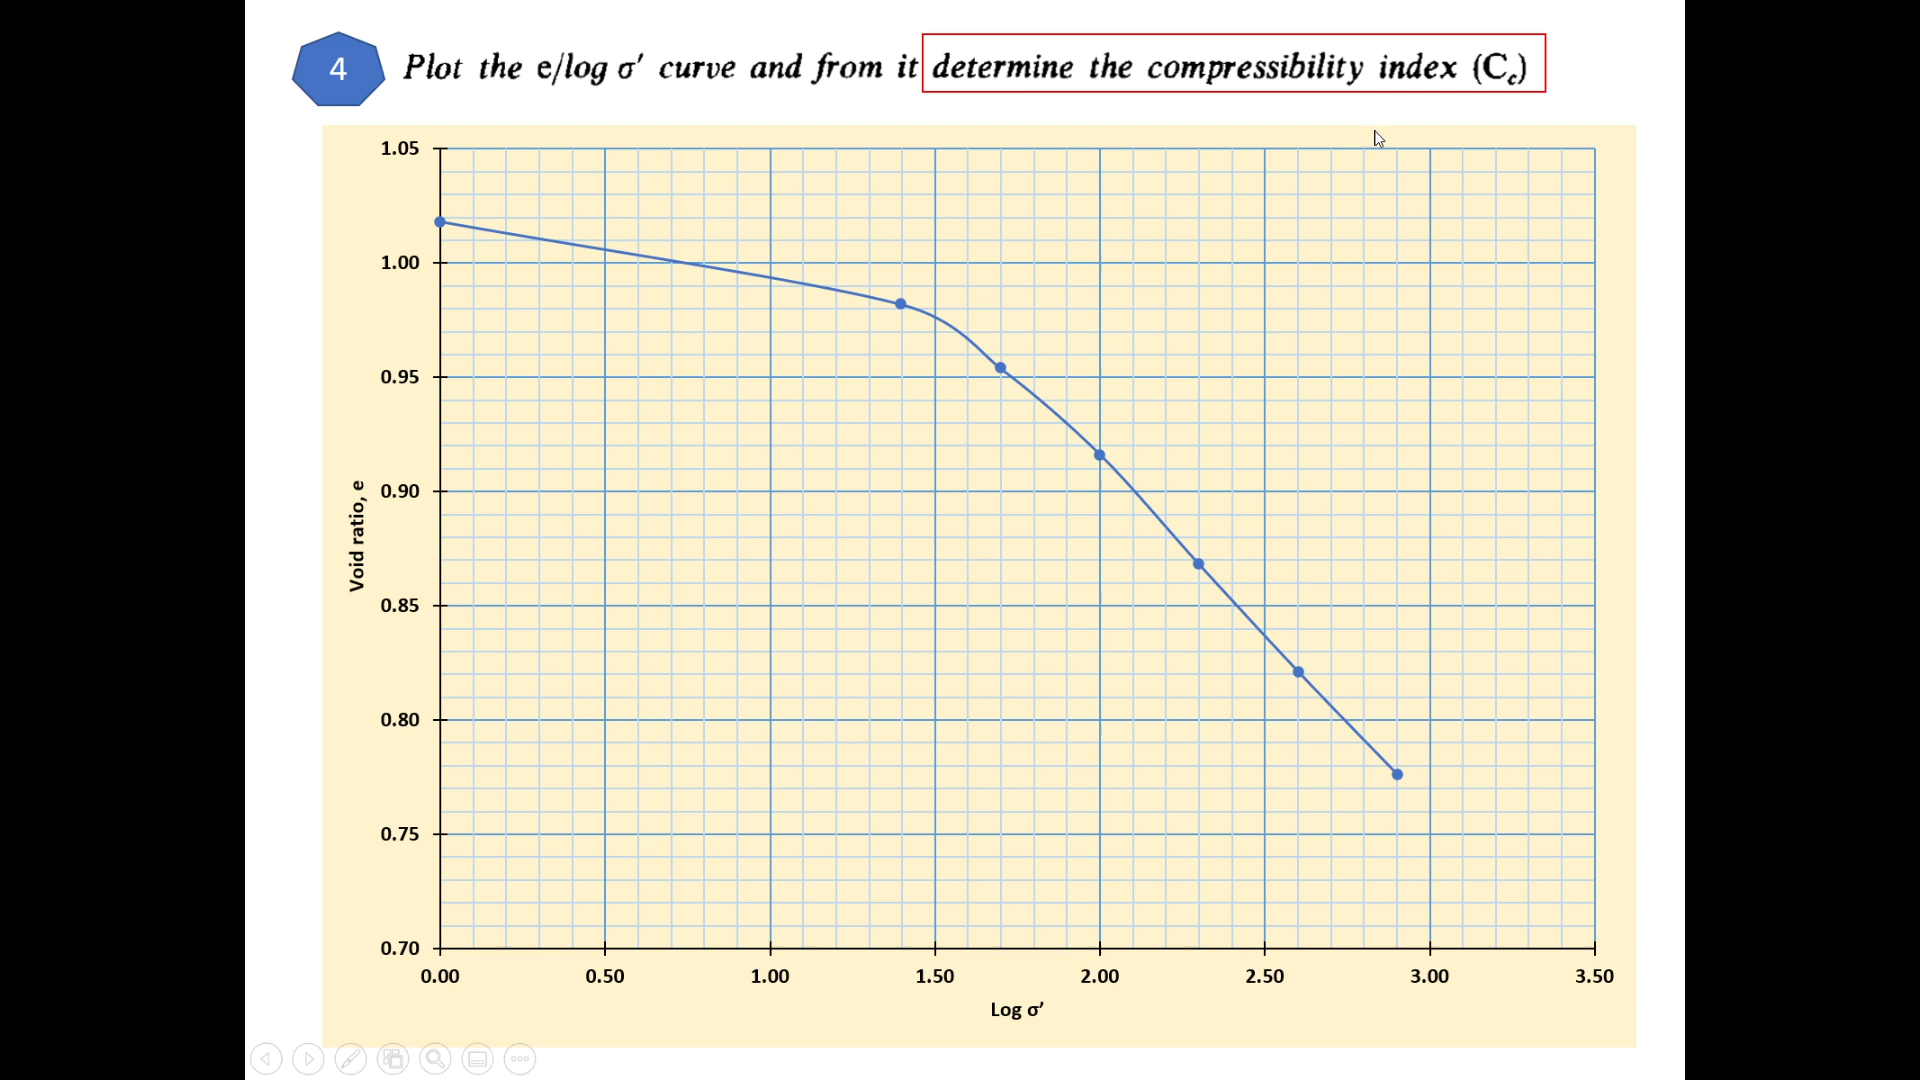 4
Plot the e/log σ′ curve and from it determine the compressibility index (Cc)
1.05
1.00
0.95
0.90
0.85
0.80
0.75
0.70
Void ratio, e
0.00 0.50 1.00 1.50 2.00 2.50 3.00 3.50
Log σ’